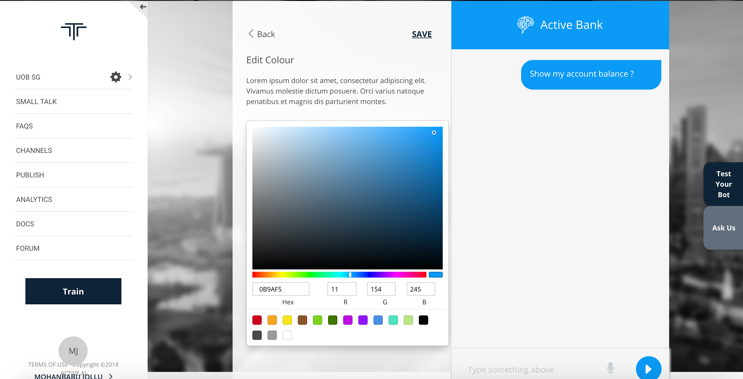 UOB SG
SMALL TALK
FAQS
CHANNELS
PUBLISH
ANALYTICS
DOCS
FORUM
Train
MJ
TERMS OF USE Copyright ©2018
MOHANBABU JOLLU
Back
SAVE
Edit Colour
Lorem ipsum dolor sit amet, consectetur adipiscing elit.
Vivamus molestie dictum posuere. Orci varius natoque
penatibus et magnis dis parturient montes.
0B9AF5
11
154
245
Hex
R
G
B
Active Bank
Show my account balance ?
Type something above
Test
Your
Bot
Ask Us